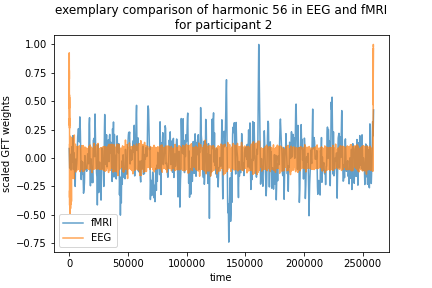 exemplary comparison of harmonic 56 in EEG and fMRI
for participant 2
scaled GFT weights
1.00
0.75
0.50
0.25
0.00
−0.25
−0.50
−0.75
fMRI
EEG
0 50000 100000 150000 200000 250000
time